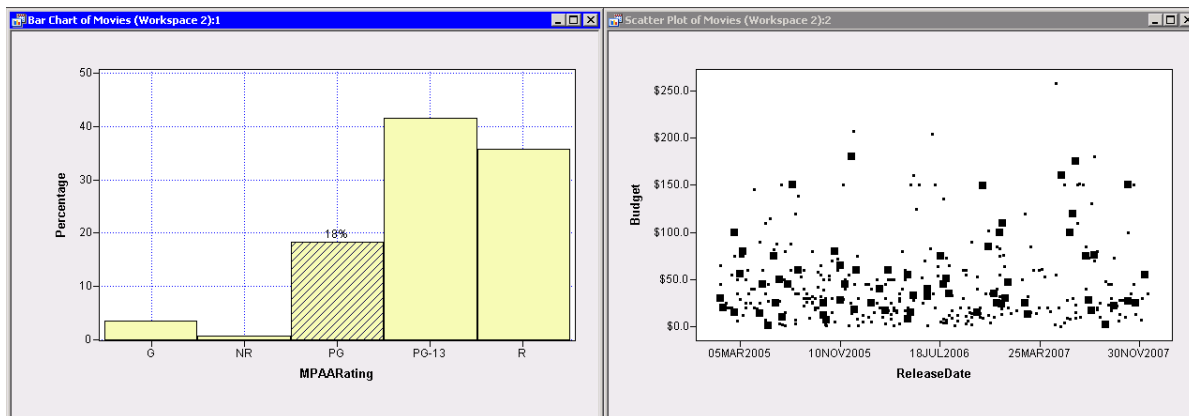 Bar Chart of Movies (Workspace 2):1
50
40
30
20
10
0
Percentage
18%
G NR PG PG-13 R
MPAARating
Scatter Plot of Movies (Workspace 2):2
$250.0
$200.0
$150.0
$100.0
$50.0
$0.0
Budget
05MAR2005 10NOV2005 18JUL2006 25MAR2007 30NOV2007
ReleaseDate